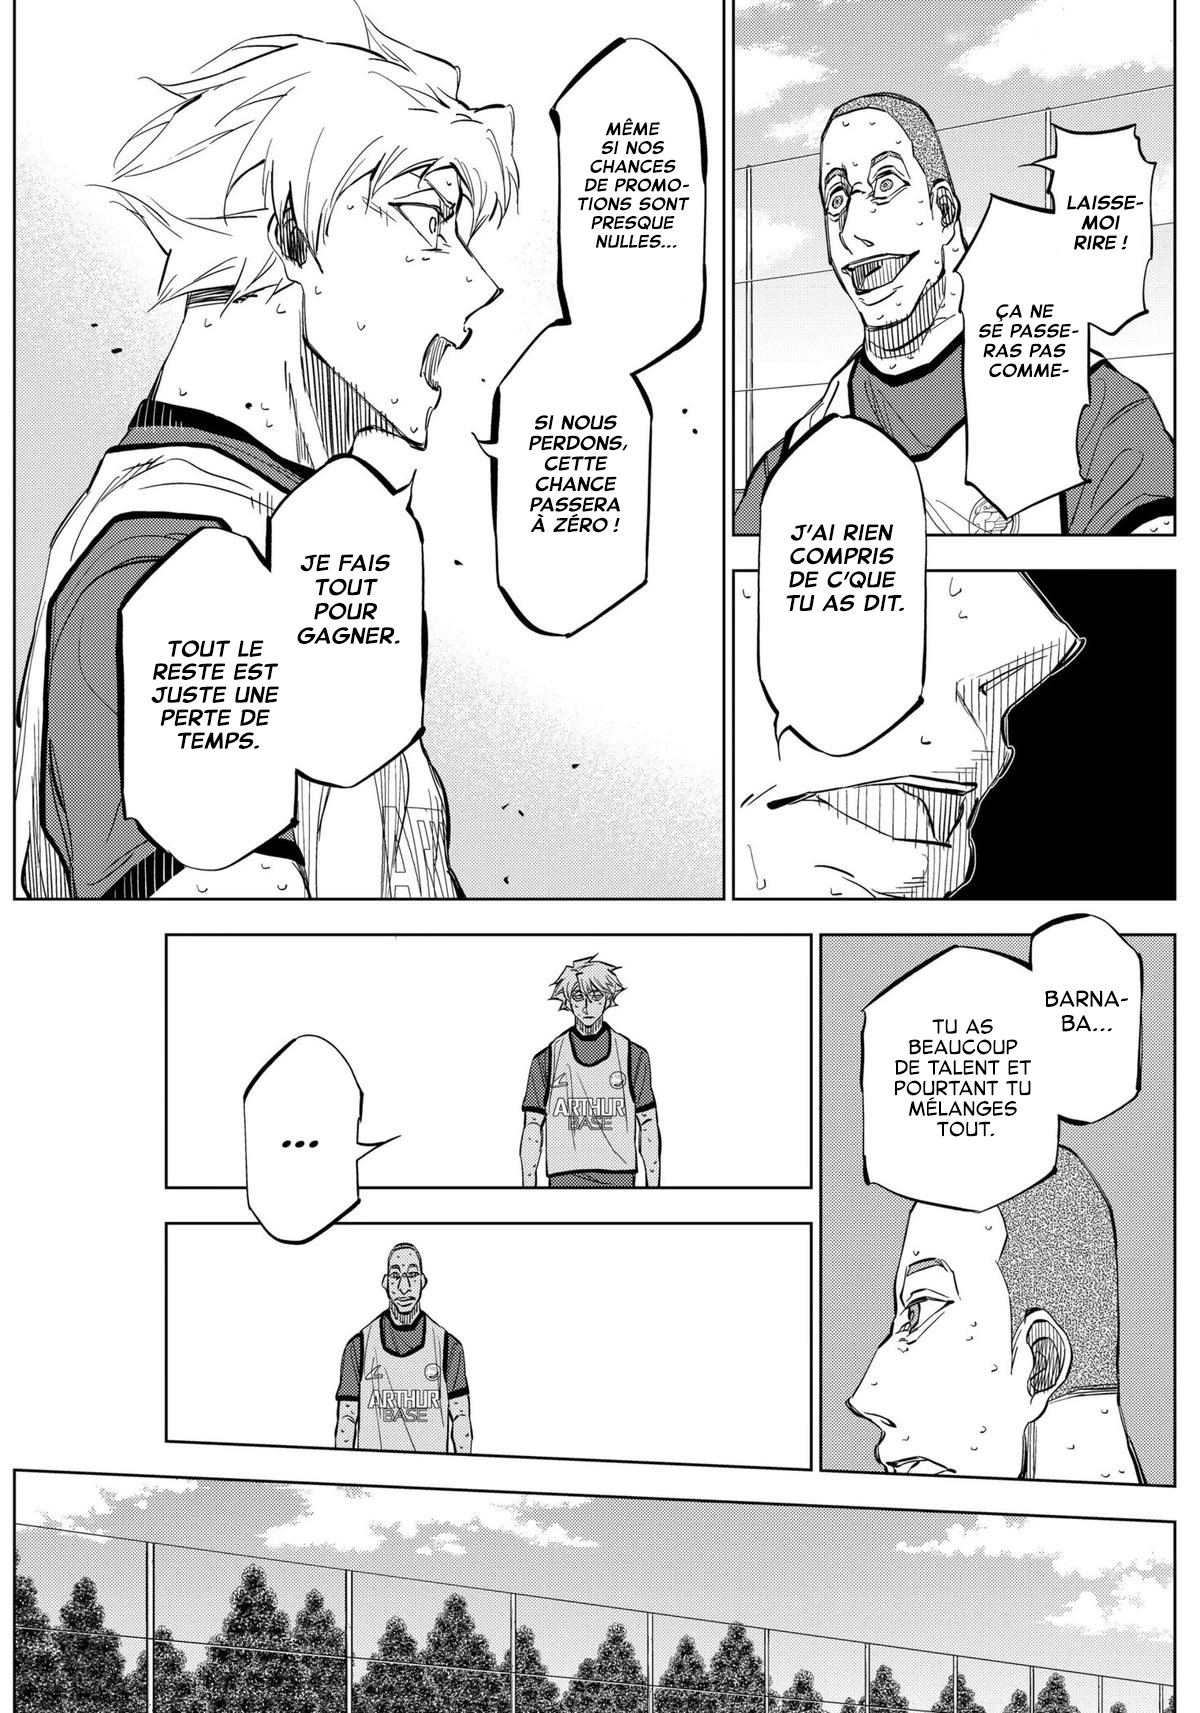 LAISSE-
MOI
RIRE !
ÇA NE
SE PASSE-
RAS PAS
COMME-
J'AI RIEN
COMPRIS
DE C'QUE
TU AS DIT.
MÊME
SI NOS
CHANCES
DE PROMO-
TIONS SONT
PRESQUE
NULLES...
SI NOUS
PERDONS,
CETTE
CHANCE
PASSERA
À ZÉRO !
JE FAIS
TOUT
POUR
GAGNER.
TOUT LE
RESTE EST
JUSTE UNE
PERTE DE
TEMPS.
BARNA-
BA...
TU AS
BEAUCOUP
DE TALENT ET
POURTANT TU
MÉLANGES
TOUT.
ARTHUR
BASE
...
ARTHUR
BASE